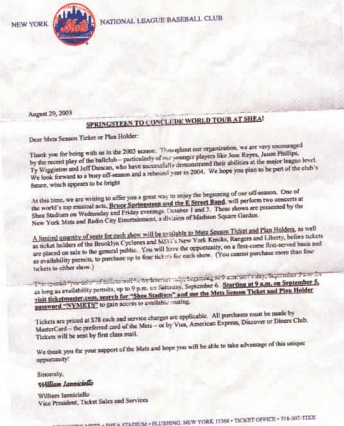 NEW YORK Mets NATIONAL LEAGUE BASEBALL CLUB
August 29, 2003
SPRINGSTEEN TO CONCLUDE WORLD TOUR AT SHEA!
Dear Mets Season Ticket or Plan Holder:
Thank you for being with us in the 2003 season. Throughout our organization, we are very encouraged
by the recent play of the ballclub – particularly of our younger players like Jose Reyes, Jason Phillips,
Ty Wigginton and Jeff Duncan, who have successfully demonstrated their abilities at the major league level.
We look forward to a busy off-season and a rebound year in 2004. We hope you plan to be part of the club's
future, which appears to be bright
At this time, we are writing to offer you a great way to enjoy the beginning of our off-season. One of
the world's top musical acts, Bruce Springsteen and the E Street Band, will perform two concerts at
Shea Stadium on Wednesday and Friday evenings, October 1 and 3. These shows are presented by the
New York Mets and Radio City Entertainment, a division of Madison Square Garden.
A limited quantity of seats for each show will be available to Mets Season Ticket and Plan Holders, as well
as ticket holders of the Brooklyn Cyclones and MSG's New York Knicks, Rangers and Liberty, before tickets
are placed on sale to the general public. You will have the opportunity, on a first-come first-served basis and
as availability permits, to purchase up to four tickets for each show. (You cannot purchase more than four
tickets to either show.)
This special
as long as availability permits, up to 9 p.m. on Saturday, September 6. Starting at 9 a.m. on September 5,
visit ticketmaster.com, search for "Shea Stadium" and use the Mets Season Ticket and Plan Holder
password "NYMETS" to gain access to available seating.
Tickets are priced at $78 each and service charges are applicable. All purchases must be made by
MasterCard – the preferred card of the Mets – or by Visa, American Express, Discover or Diners Club.
Tickets will be sent by first class mail.
We thank you for your support of the Mets and hope you will be able to take advantage of this unique
opportunity!
Sincerely,
William Ianniciello
William Ianniciello
Vice President, Ticket Sales and Services
SHEA STADIUM • FLUSHING, NEW YORK 11368 • TICKET OFFICE • 718-507-TIXX